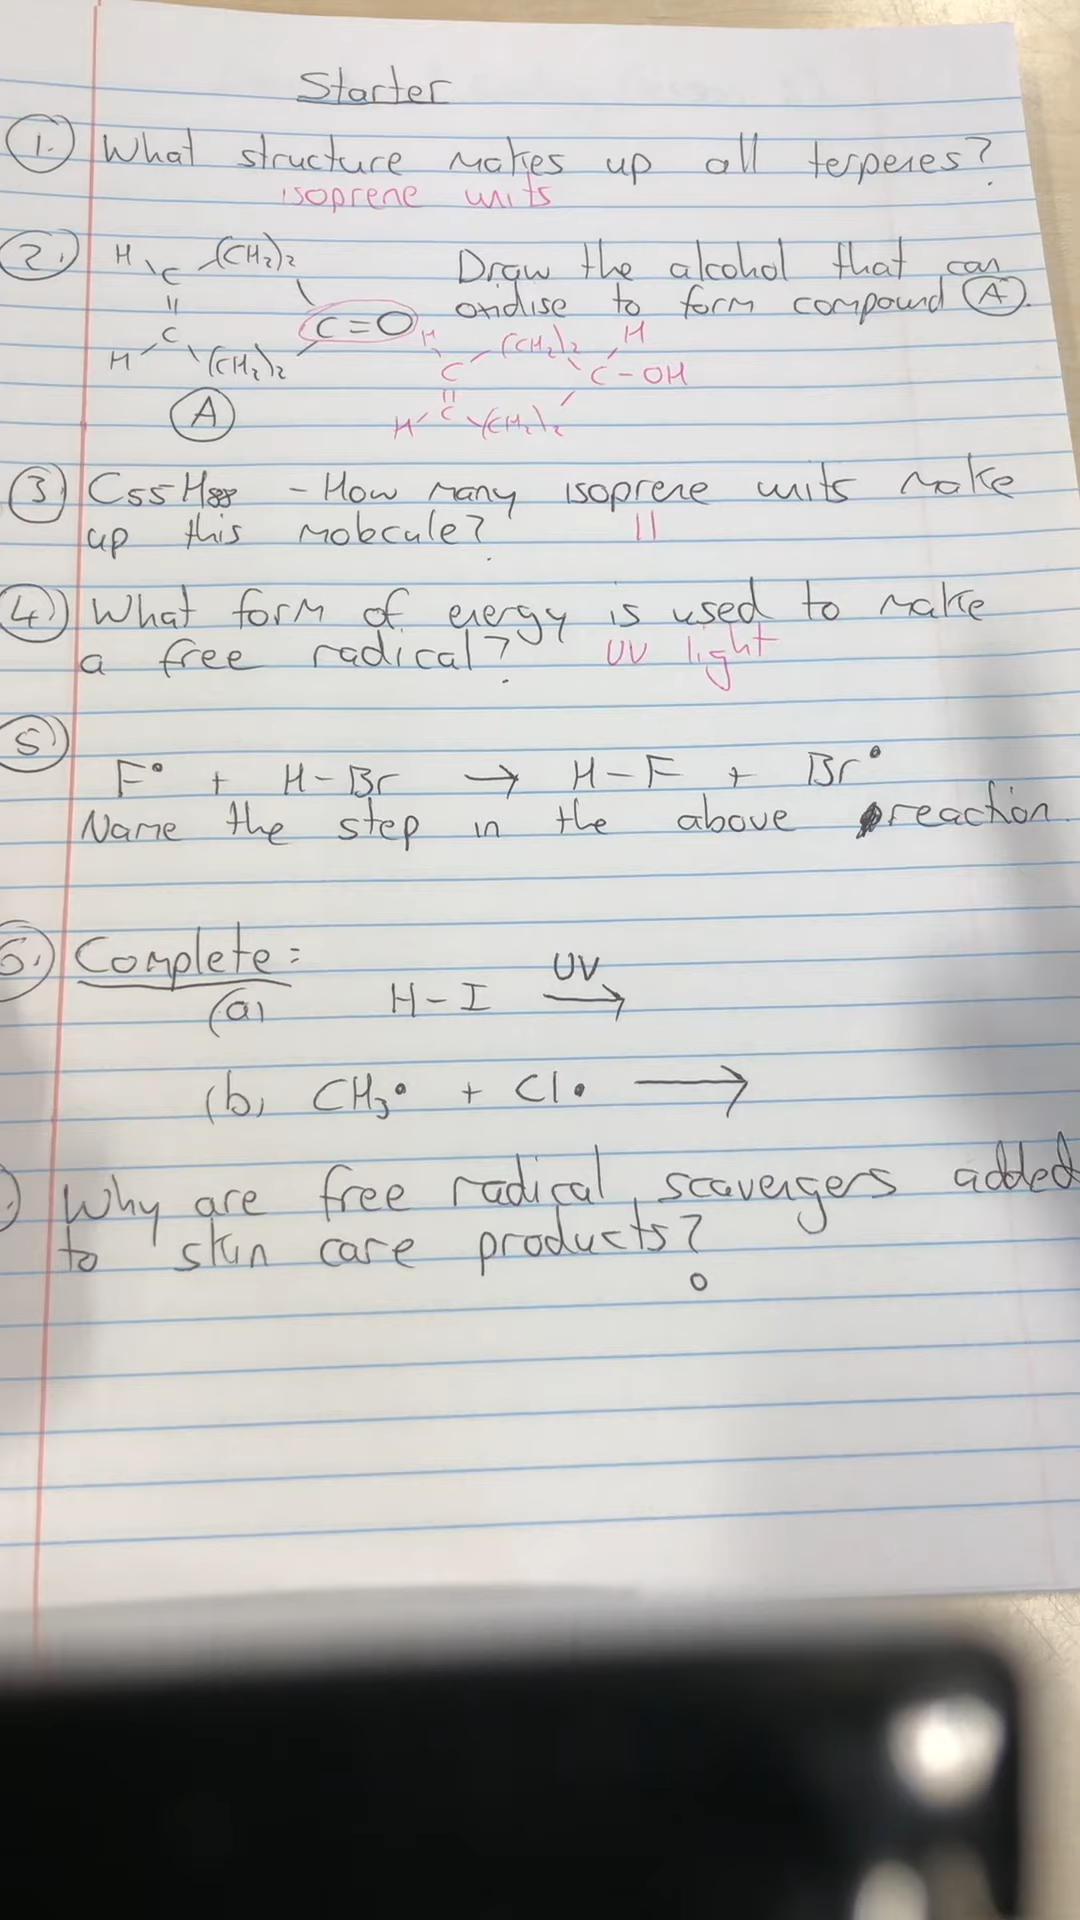 Starter
1. What structure makes up all terpenes?
isoprene units
2. H C (CH₂)₂ Draw the alcohol that can
= C=O oxidise to form compound A.
H C (CH₂)₂ H C (CH₂)₂ C H - OH
A H C (CH₂)₂
3. C55H88 - How many isoprene units make
up this molecule? 11
4. What form of energy is used to make
a free radical? UV light
5
F• + H-Br → H-F + Br•
Name the step in the above reaction.
6. Complete:
(a) H-I UV →
(b) CH₃• + Cl• →
Why are free radical scavengers added
to skin care products?